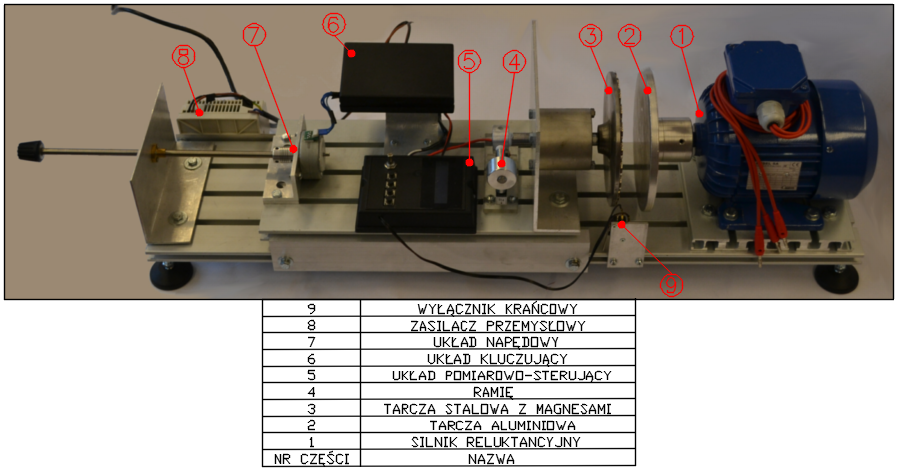 6
7
8
5
4
3
2
1
9
9 WYŁĄCZNIK KRAŃCOWY
8 ZASILACZ PRZEMYSŁOWY
7 UKŁAD NAPĘDOWY
6 UKŁAD KLUCZUJĄCY
5 UKŁAD POMIAROWO-STERUJĄCY
4 RAMIĘ
3 TARCZA STALOWA Z MAGNESAMI
2 TARCZA ALUMINIOWA
1 SILNIK RELUKTANCYJNY
NR CZĘŚCI NAZWA